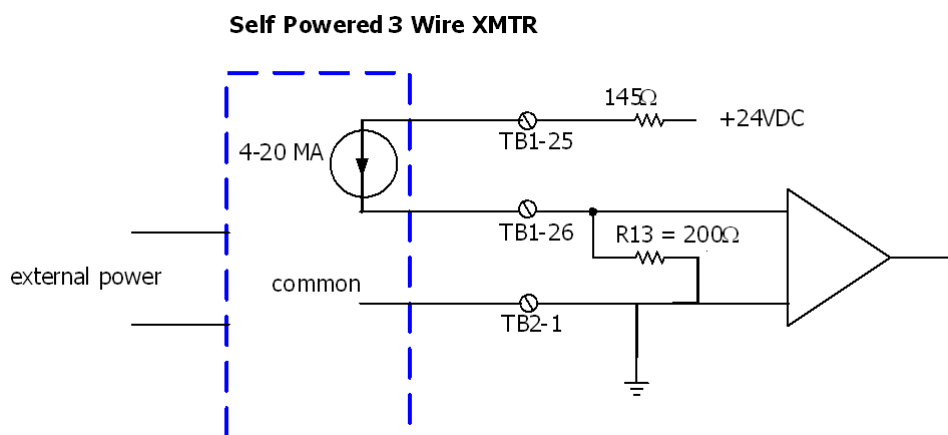 Self Powered 3 Wire XMTR
145Ω
+24VDC
TB1-25
4-20 MA
TB1-26
R13 = 200Ω
external power
common
TB2-1